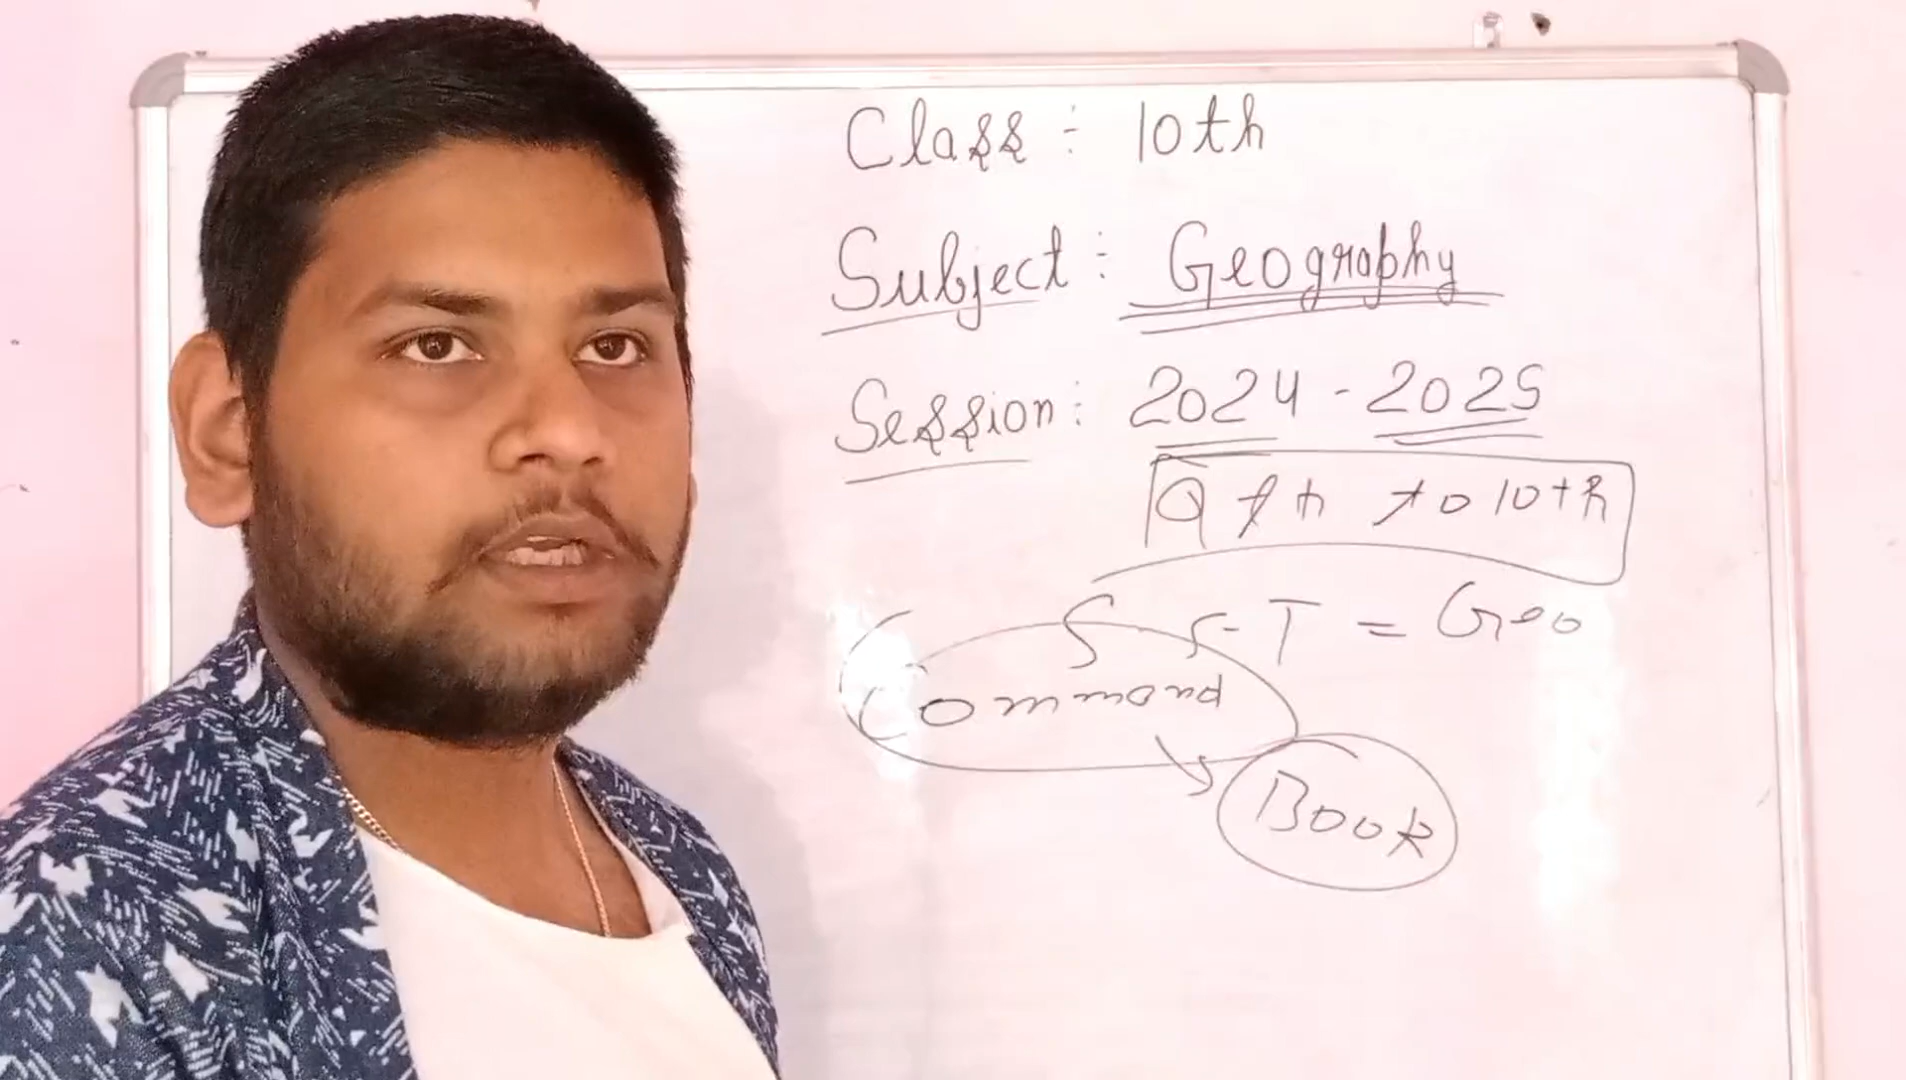 Class : 10th
Subject : Geography
Session : 2024 - 2025
9th to 10th
S S T = Geo
Command
Book